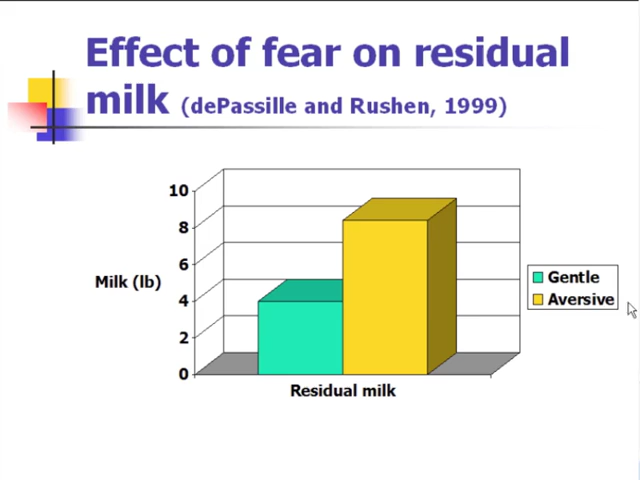 Effect of fear on residual
milk (dePassille and Rushen, 1999)
10
8
6
Milk (lb)
4
2
0
Residual milk
Gentle
Aversive